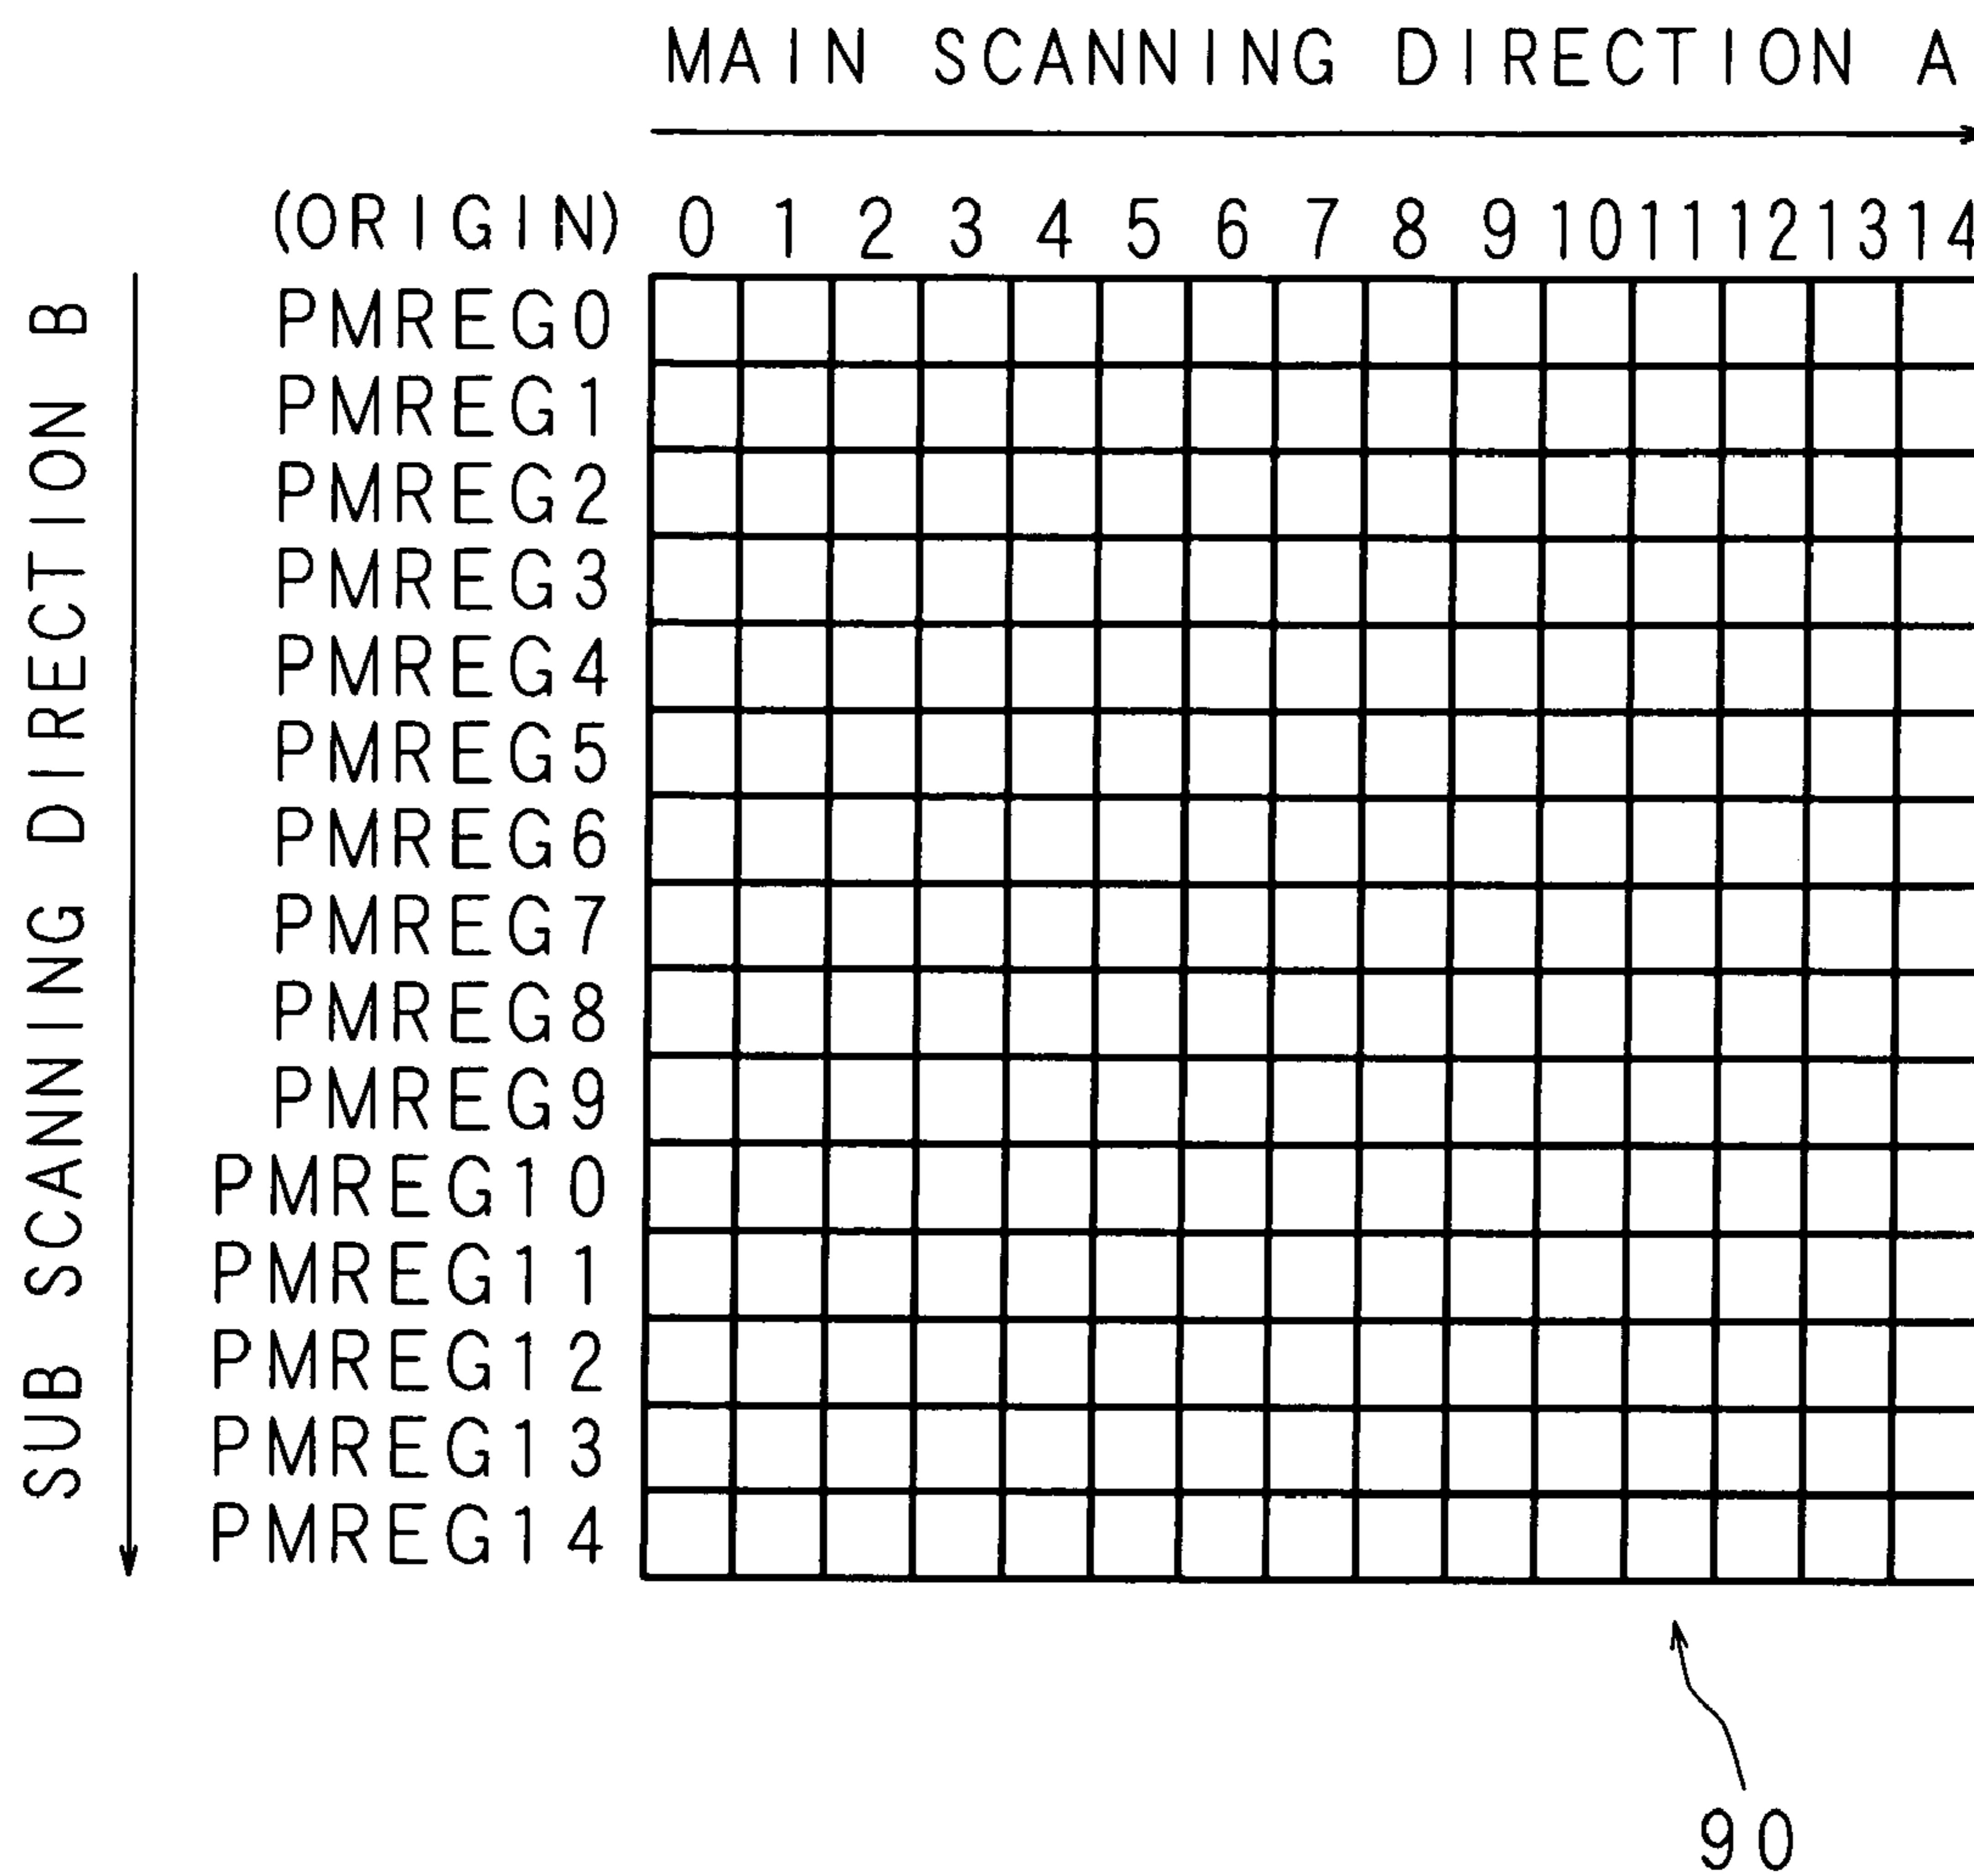 MAIN SCANNING DIRECTION A
(ORIGIN) 0 1 2 3 4 5 6 7 8 9 10 11 12 13 14
SUB SCANNING DIRECTION B
PMREG0
PMREG1
PMREG2
PMREG3
PMREG4
PMREG5
PMREG6
PMREG7
PMREG8
PMREG9
PMREG10
PMREG11
PMREG12
PMREG13
PMREG14
90